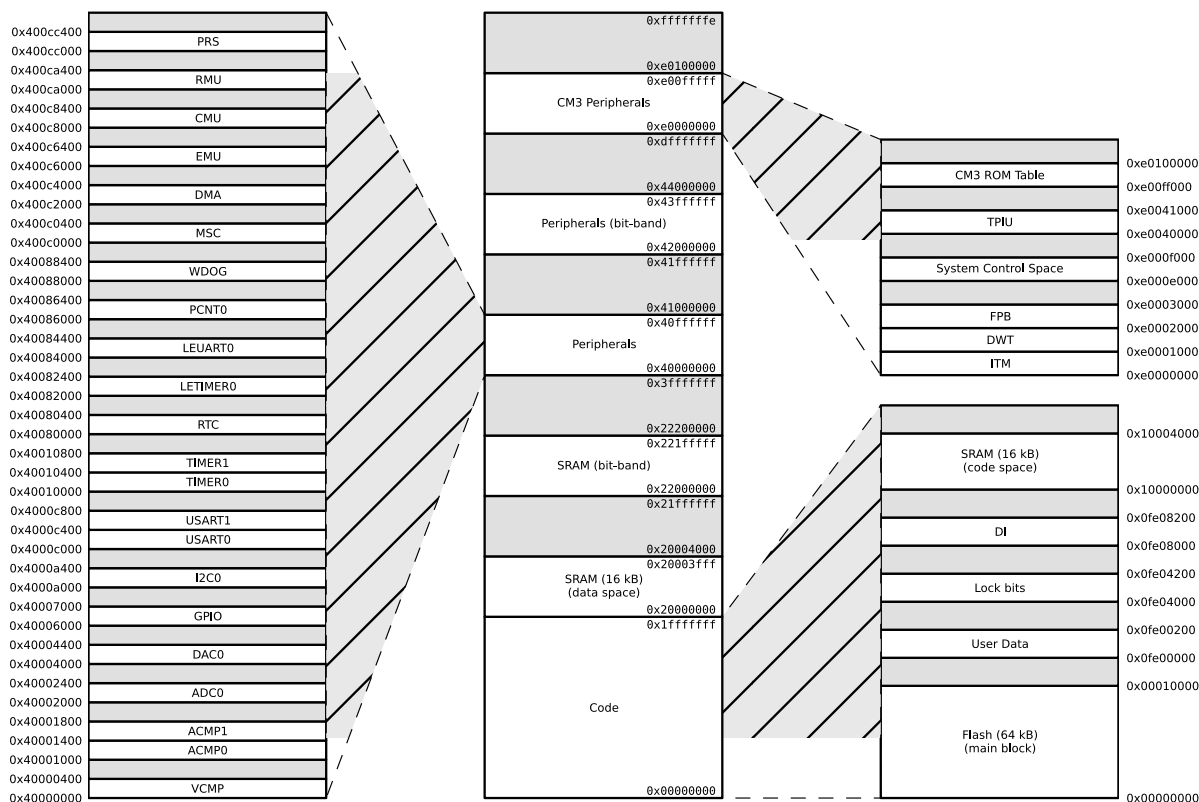 0x400cc400
PRS
0x400cc000
0x400ca400
RMU
0x400ca000
0x400c8400
CMU
0x400c8000
0x400c6400
EMU
0x400c6000
0x400c4000
DMA
0x400c2000
0x400c0400
MSC
0x400c0000
0x40088400
WDOG
0x40088000
0x40086400
PCNT0
0x40086000
0x40084400
LEUART0
0x40084000
0x40082400
LETIMER0
0x40082000
0x40080400
RTC
0x40080000
0x40010800
TIMER1
0x40010400
TIMER0
0x40010000
0x4000c800
USART1
0x4000c400
USART0
0x4000c000
0x4000a400
I2C0
0x4000a000
0x40007000
GPIO
0x40006000
0x40004400
DAC0
0x40004000
0x40002400
ADC0
0x40002000
0x40001800
ACMP1
0x40001400
ACMP0
0x40001000
0x40000400
VCMP
0x40000000
0xfffffffe
0xe0100000
0xe00fffff
CM3 Peripherals
0xe0000000
0xdfffffff
0x44000000
0x43ffffff
Peripherals (bit-band)
0x42000000
0x41ffffff
0x41000000
0x40ffffff
Peripherals
0x40000000
0x3fffffff
0x22200000
0x221fffff
SRAM (bit-band)
0x22000000
0x21ffffff
0x20004000
0x20003fff
SRAM (16 kB)
(data space)
0x20000000
0x1fffffff
Code
0x00000000
0xe0100000
CM3 ROM Table
0xe00ff000
0xe0041000
TPIU
0xe0040000
0xe000f000
System Control Space
0xe000e000
0xe0003000
FPB
0xe0002000
DWT
0xe0001000
ITM
0xe0000000
0x10004000
SRAM (16 kB)
(code space)
0x10000000
0x0fe08200
DI
0x0fe08000
0x0fe04200
Lock bits
0x0fe04000
0x0fe00200
User Data
0x0fe00000
0x00010000
Flash (64 kB)
(main block)
0x00000000